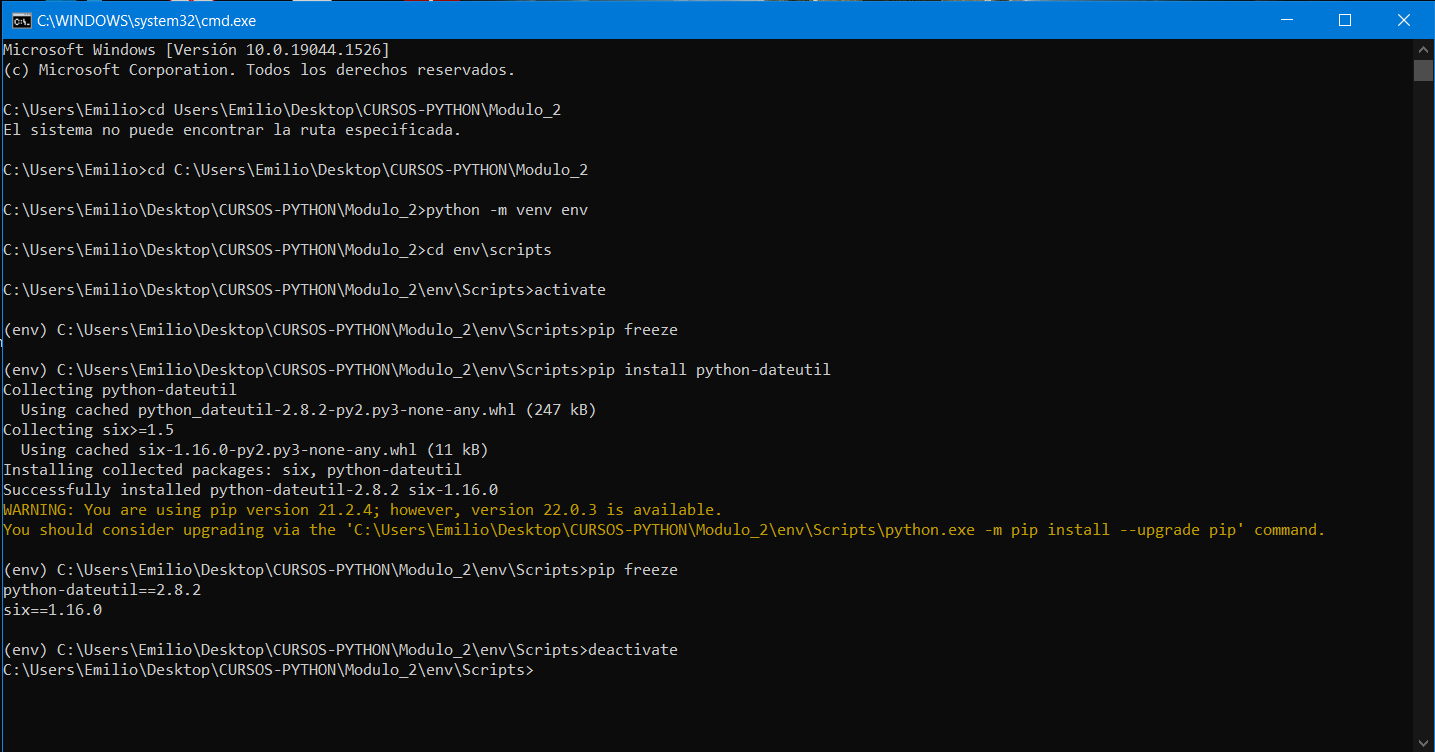 C:\WINDOWS\system32\cmd.exe
Microsoft Windows [Versión 10.0.19044.1526]
(c) Microsoft Corporation. Todos los derechos reservados.
C:\Users\Emilio>cd Users\Emilio\Desktop\CURSOS-PYTHON\Modulo_2
El sistema no puede encontrar la ruta especificada.
C:\Users\Emilio>cd C:\Users\Emilio\Desktop\CURSOS-PYTHON\Modulo_2
C:\Users\Emilio\Desktop\CURSOS-PYTHON\Modulo_2>python -m venv env
C:\Users\Emilio\Desktop\CURSOS-PYTHON\Modulo_2>cd env\scripts
C:\Users\Emilio\Desktop\CURSOS-PYTHON\Modulo_2\env\Scripts>activate
(env) C:\Users\Emilio\Desktop\CURSOS-PYTHON\Modulo_2\env\Scripts>pip freeze
(env) C:\Users\Emilio\Desktop\CURSOS-PYTHON\Modulo_2\env\Scripts>pip install python-dateutil
Collecting python-dateutil
  Using cached python_dateutil-2.8.2-py2.py3-none-any.whl (247 kB)
Collecting six>=1.5
  Using cached six-1.16.0-py2.py3-none-any.whl (11 kB)
Installing collected packages: six, python-dateutil
Successfully installed python-dateutil-2.8.2 six-1.16.0
WARNING: You are using pip version 21.2.4; however, version 22.0.3 is available.
You should consider upgrading via the 'C:\Users\Emilio\Desktop\CURSOS-PYTHON\Modulo_2\env\Scripts\python.exe -m pip install --upgrade pip' command.
(env) C:\Users\Emilio\Desktop\CURSOS-PYTHON\Modulo_2\env\Scripts>pip freeze
python-dateutil==2.8.2
six==1.16.0
(env) C:\Users\Emilio\Desktop\CURSOS-PYTHON\Modulo_2\env\Scripts>deactivate
C:\Users\Emilio\Desktop\CURSOS-PYTHON\Modulo_2\env\Scripts>